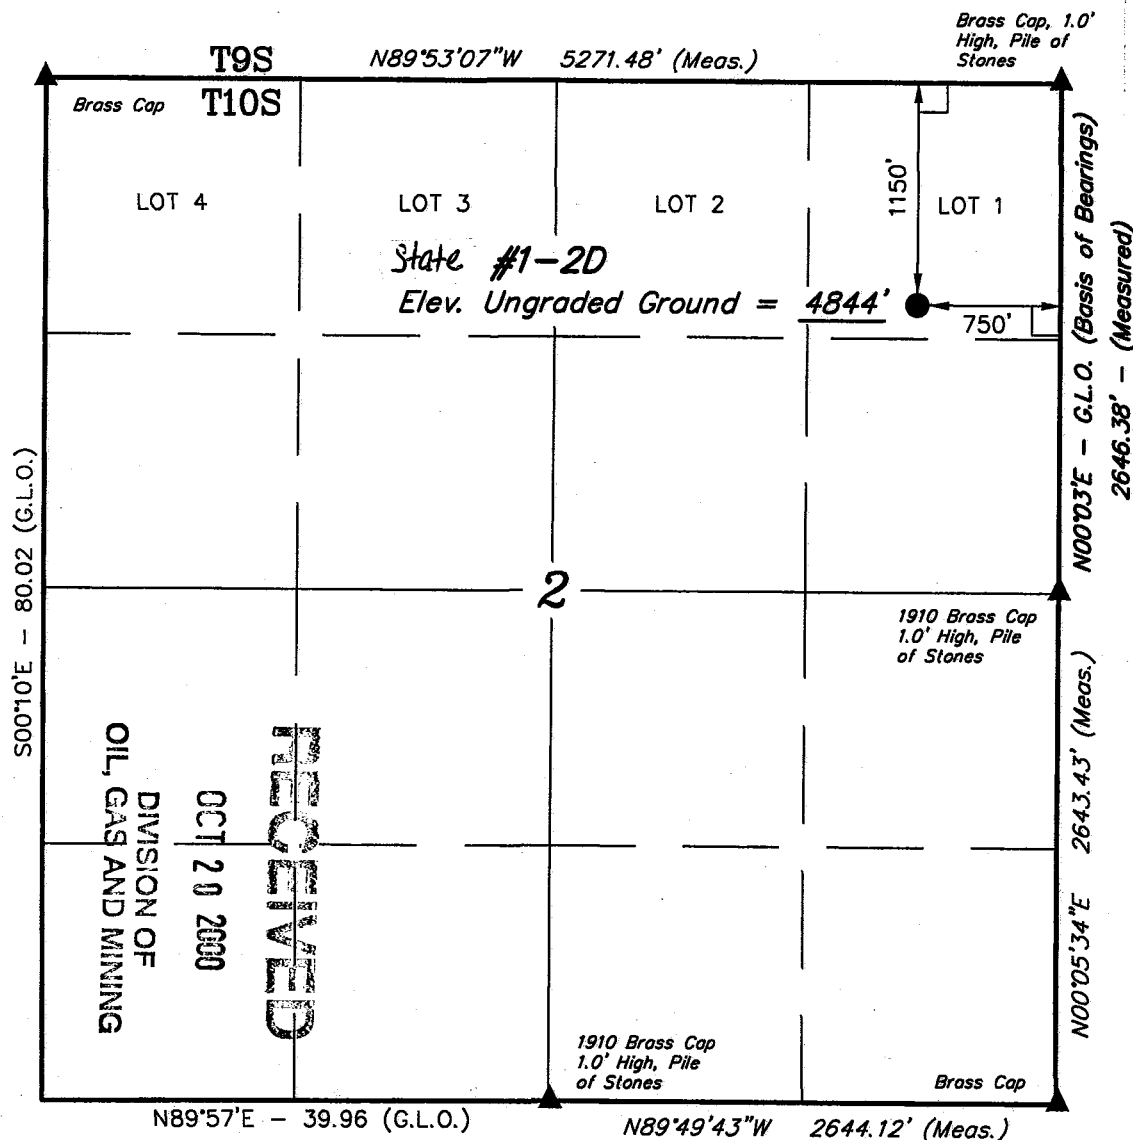 Brass Cap, 1.0'
High, Pile of
Stones
T9S
N89°53'07"W 5271.48' (Meas.)
Brass Cap
T10S
LOT 4
LOT 3
LOT 2
1150'
LOT 1
State #1-2D
Elev. Ungraded Ground = 4844'
750'
N00°03'E - G.L.O. (Basis of Bearings)
2646.38' - (Measured)
S00°10'E - 80.02 (G.L.O.)
2
1910 Brass Cap
1.0' High, Pile
of Stones
N00°05'34"E 2643.43' (Meas.)
RECEIVED
OCT 20 2000
DIVISION OF
OIL, GAS AND MINING
1910 Brass Cap
1.0' High, Pile
of Stones
Brass Cap
N89°57'E - 39.96 (G.L.O.)
N89°49'43"W 2644.12' (Meas.)